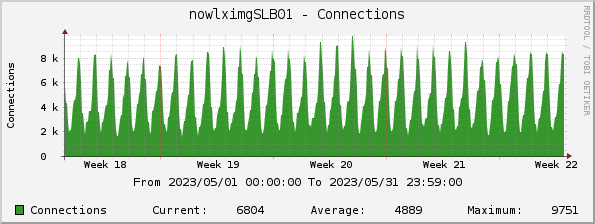 nowlximgSLB01 - Connections
RRDTOOL / TOBI OETIKER
Connections
8 k
6 k
4 k
2 k
0
Week 18 Week 19 Week 20 Week 21 Week 22
From 2023/05/01 00:00:00 To 2023/05/31 23:59:00
Connections Current: 6804 Average: 4889 Maximum: 9751